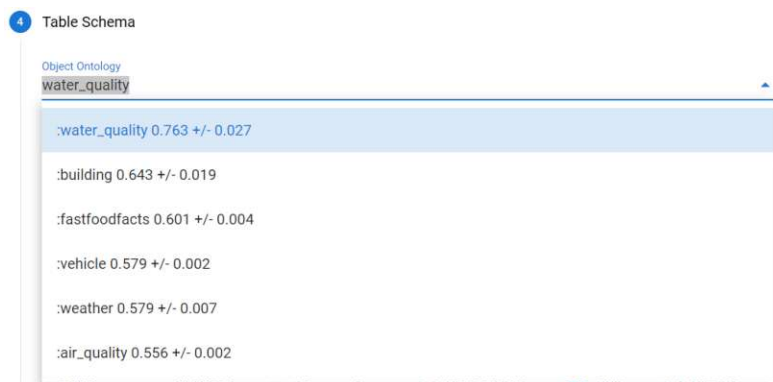 4 Table Schema
Object Ontology
water_quality
:water_quality 0.763 +/- 0.027
:building 0.643 +/- 0.019
:fastfoodfacts 0.601 +/- 0.004
:vehicle 0.579 +/- 0.002
:weather 0.579 +/- 0.007
:air_quality 0.556 +/- 0.002